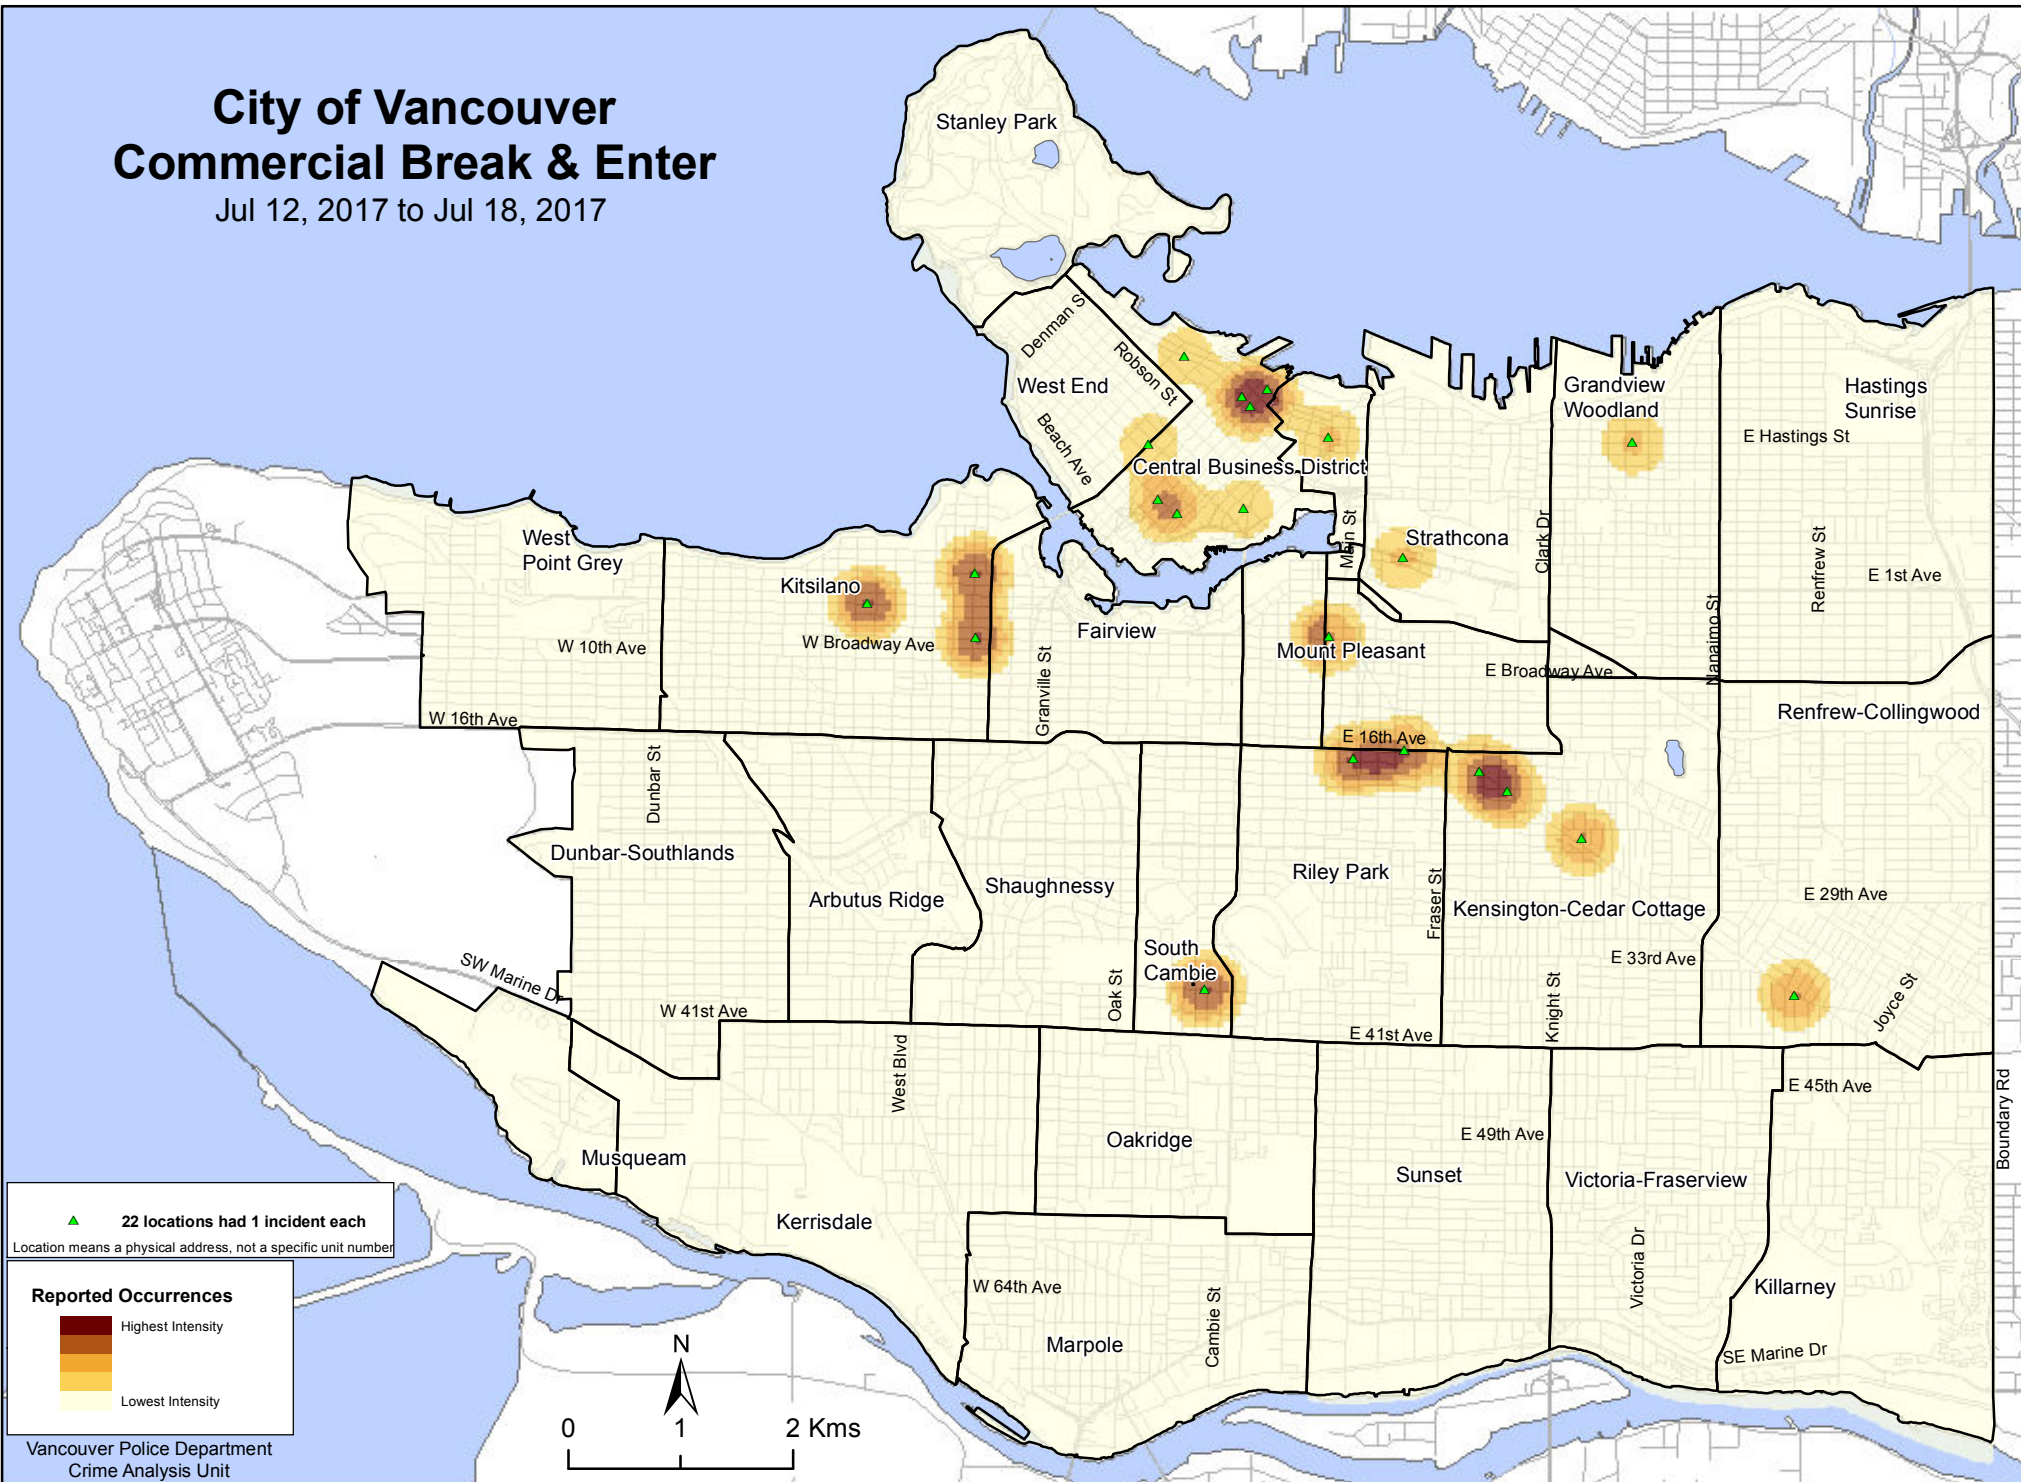 City of Vancouver
Commercial Break & Enter
Jul 12, 2017 to Jul 18, 2017
Stanley Park
Denman S
Robson St
West End
Beach Ave
Central Business District
Grandview
Woodland
Hastings
Sunrise
E Hastings St
West
Point Grey
Kitsilano
Main St
Strathcona
Clark Dr
Renfrew St
E 1st Ave
Nanaimo St
W 10th Ave
W Broadway Ave
Fairview
Granville St
Mount Pleasant
E Broadway Ave
W 16th Ave
E 16th Ave
Renfrew-Collingwood
Dunbar St
Dunbar-Southlands
Arbutus Ridge
Shaughnessy
Riley Park
Fraser St
Kensington-Cedar Cottage
E 29th Ave
South
Cambie
E 33rd Ave
SW Marine Dr
W 41st Ave
Oak St
E 41st Ave
Knight St
Joyce St
West Blvd
E 45th Ave
Boundary Rd
Musqueam
Oakridge
E 49th Ave
Sunset
Victoria-Fraserview
Kerrisdale
Victoria Dr
W 64th Ave
Cambie St
Killarney
Marpole
SE Marine Dr
22 locations had 1 incident each
Location means a physical address, not a specific unit number
Reported Occurrences
Highest Intensity
Lowest Intensity
Vancouver Police Department
Crime Analysis Unit
N
0 1 2 Kms